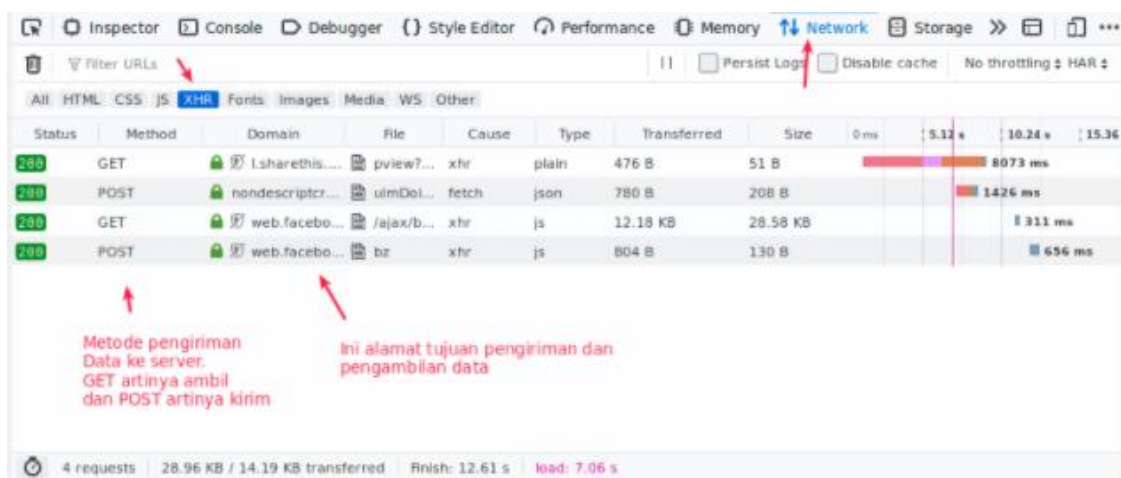 Inspector Console Debugger {} Style Editor Performance Memory Network Storage
Filter URLs Persist Logs Disable cache No throttling HAR
All HTML CSS JS XHR Fonts Images Media WS Other
Status Method Domain File Cause Type Transferred Size 0 ms 5.12 s 10.24 s 15.36
200 GET l.sharethis.... pview?... xhr plain 476 B 51 B 8073 ms
200 POST nondescriptcr... ulmDoi... fetch json 780 B 208 B 1426 ms
200 GET web.facebo... /ajax/b... xhr js 12.18 KB 28.58 KB 311 ms
200 POST web.facebo... bz xhr js 804 B 130 B 656 ms
Metode pengiriman
Data ke server.
GET artinya ambil
dan POST artinya kirim
Ini alamat tujuan pengiriman dan
pengambilan data
4 requests 28.96 KB / 14.19 KB transferred Finish: 12.61 s load: 7.06 s